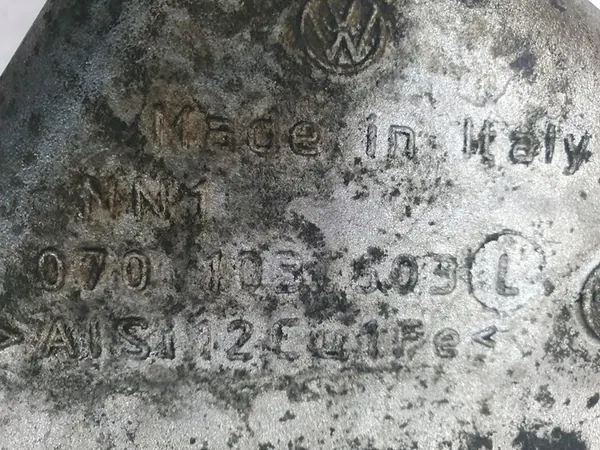 VW
Made in Italy
NN1
070 103 603 L
>AlSi12Cu1Fe<